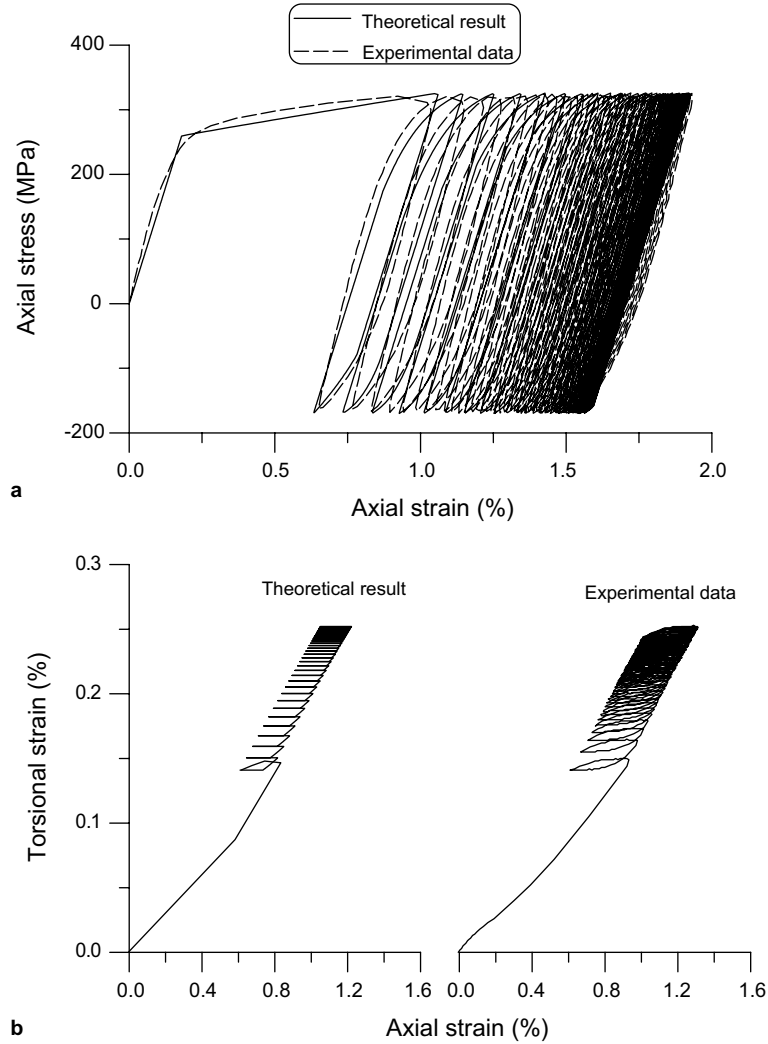 Theoretical result
Experimental data
400
200
0
-200
Axial stress (MPa)
0.0 0.5 1.0 1.5 2.0
Axial strain (%)
a
0.3
0.2
0.1
0.0
Torsional strain (%)
Theoretical result
Experimental data
0.0 0.4 0.8 1.2 1.6
0.0 0.4 0.8 1.2 1.6
Axial strain (%)
b